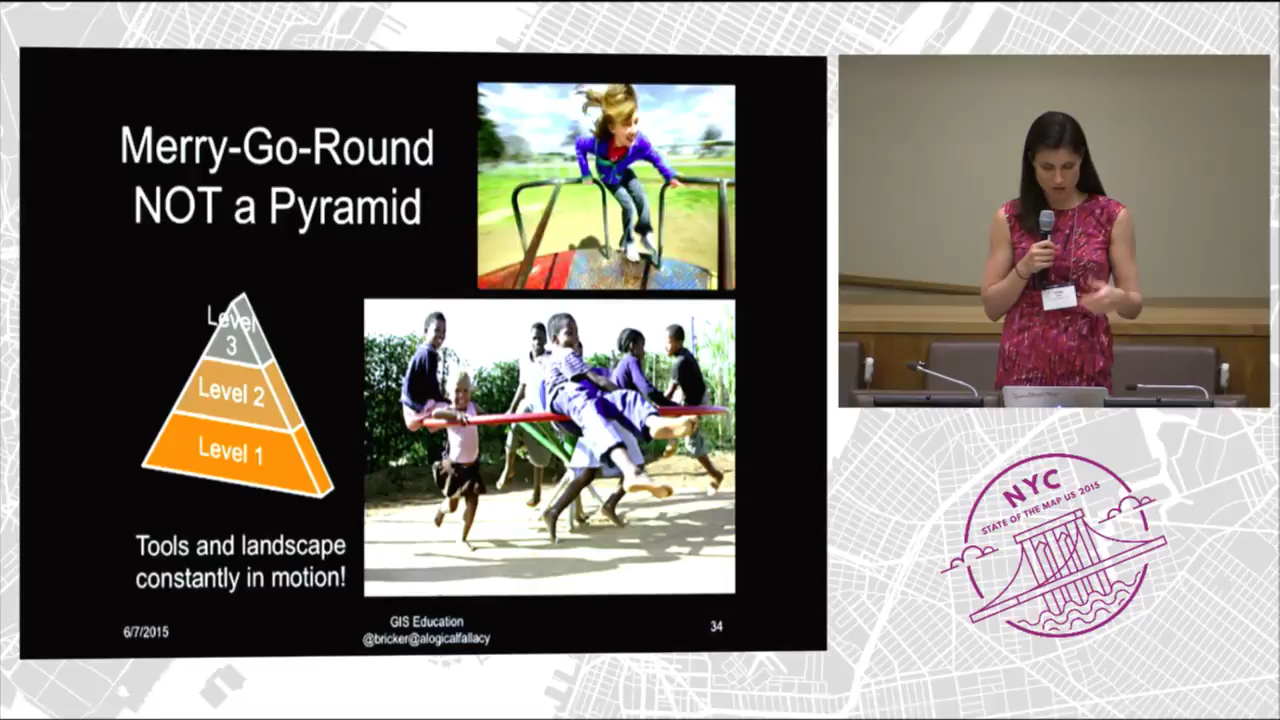 Merry-Go-Round
NOT a Pyramid
Level
3
Level 2
Level 1
Tools and landscape
constantly in motion!
6/7/2015
GIS Education
@bricker@alogicalfallacy
34
NYC
STATE OF THE MAP US 2015